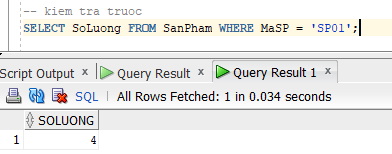 -- kiem tra truoc
SELECT SoLuong FROM SanPham WHERE MaSP = 'SP01';
Script Output × Query Result × Query Result 1 ×
SQL | All Rows Fetched: 1 in 0.034 seconds
SOLUONG
1 4